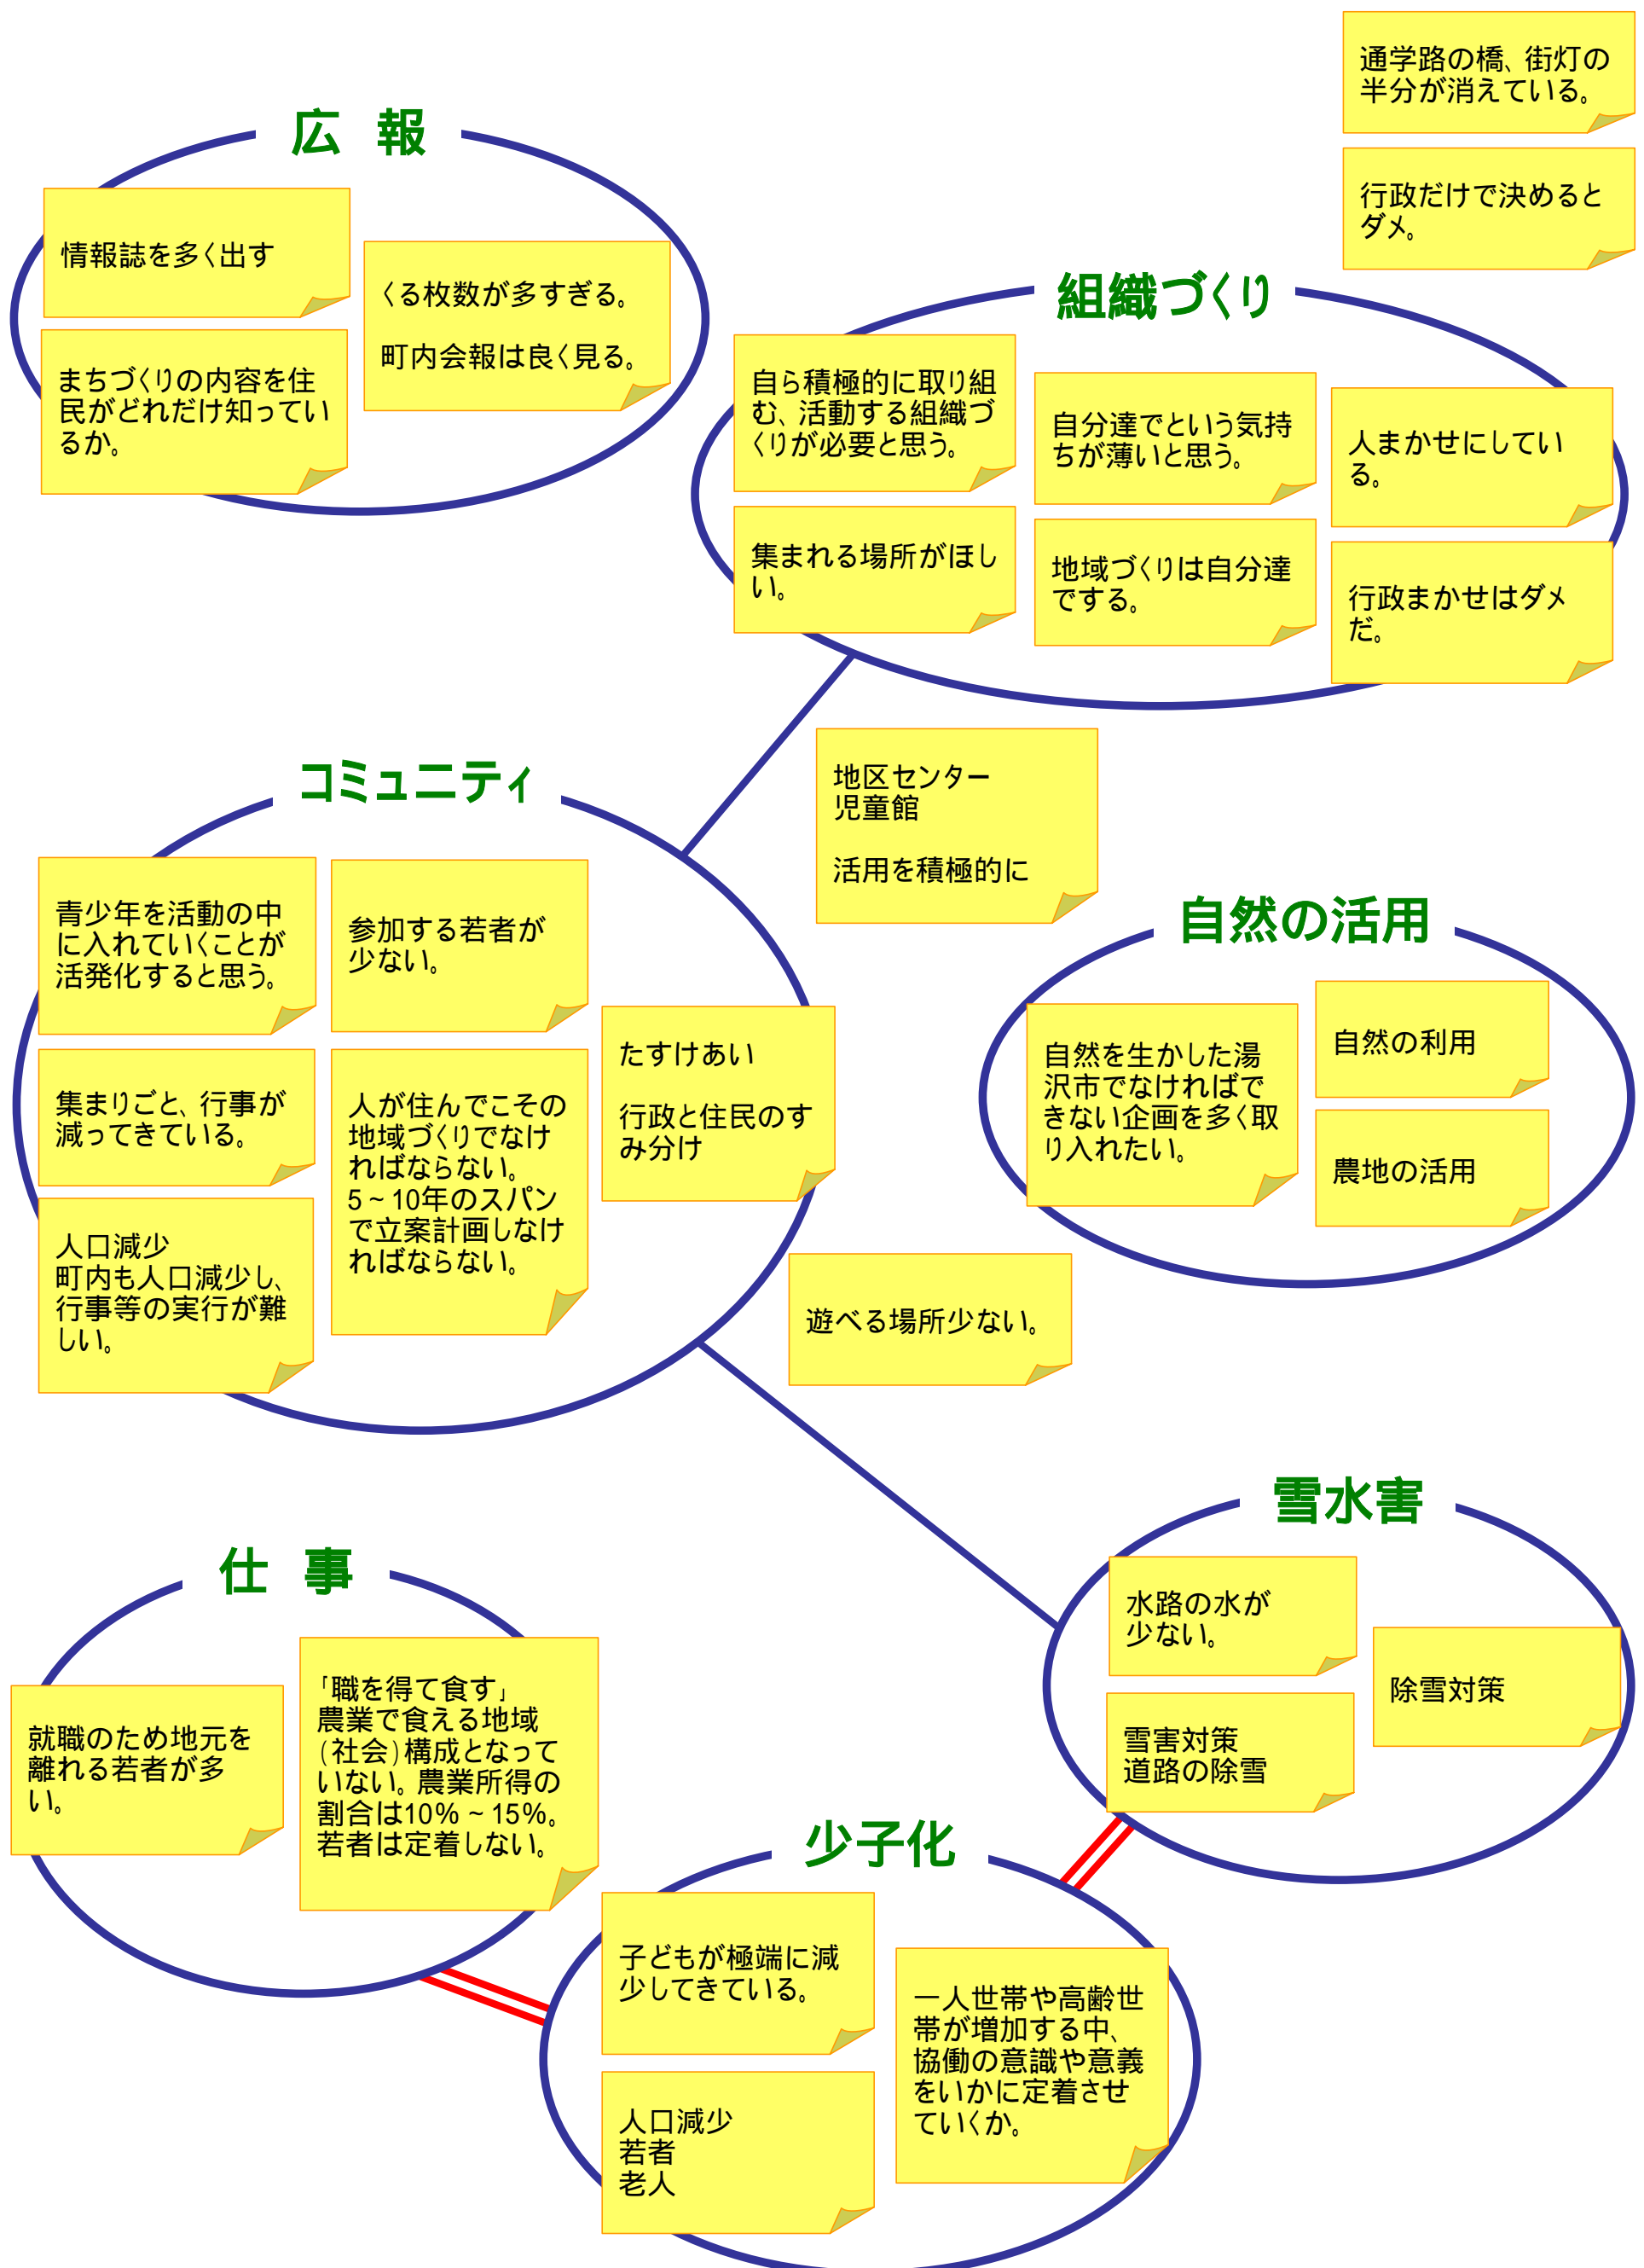 通学路の橋、街灯の
半分が消えている。
行政だけで決めると
ダメ。
広　報
情報誌を多く出す
くる枚数が多すぎる。
町内会報は良く見る。
まちづくりの内容を住
民がどれだけ知ってい
るか。
組織づくり
自ら積極的に取り組
む、活動する組織づ
くりが必要と思う。
自分達でという気持
ちが薄いと思う。
人まかせにしてい
る。
集まれる場所がほし
い。
地域づくりは自分達
でする。
行政まかせはダメ
だ。
地区センター
児童館
活用を積極的に
コミュニティ
青少年を活動の中
に入れていくことが
活発化すると思う。
参加する若者が
少ない。
集まりごと、行事が
減ってきている。
人が住んでこその
地域づくりでなけ
ればならない。
5～10年のスパン
で立案計画しなけ
ればならない。
たすけあい
行政と住民のす
み分け
人口減少
町内も人口減少し、
行事等の実行が難
しい。
自然の活用
自然を生かした湯
沢市でなければで
きない企画を多く取
り入れたい。
自然の利用
農地の活用
遊べる場所少ない。
雪水害
水路の水が
少ない。
除雪対策
雪害対策
道路の除雪
仕　事
就職のため地元を
離れる若者が多
い。
「職を得て食す」
農業で食える地域
（社会）構成となって
いない。農業所得の
割合は10％～15％。
若者は定着しない。
少子化
子どもが極端に減
少してきている。
一人世帯や高齢世
帯が増加する中、
協働の意識や意義
をいかに定着させ
ていくか。
人口減少
若者
老人